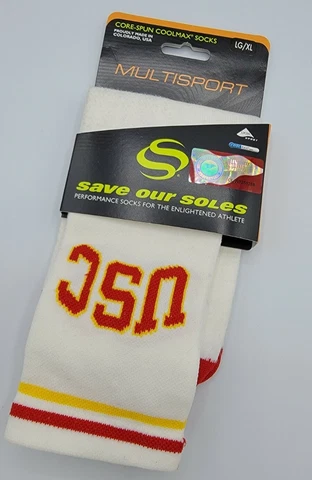 CORE-SPUN COOLMAX® SOCKS
PROUDLY MADE IN
COLORADO, USA
LG/XL
MULTISPORT
S
SPORT
save our soles
PERFORMANCE SOCKS FOR THE ENLIGHTENED ATHLETE
USC